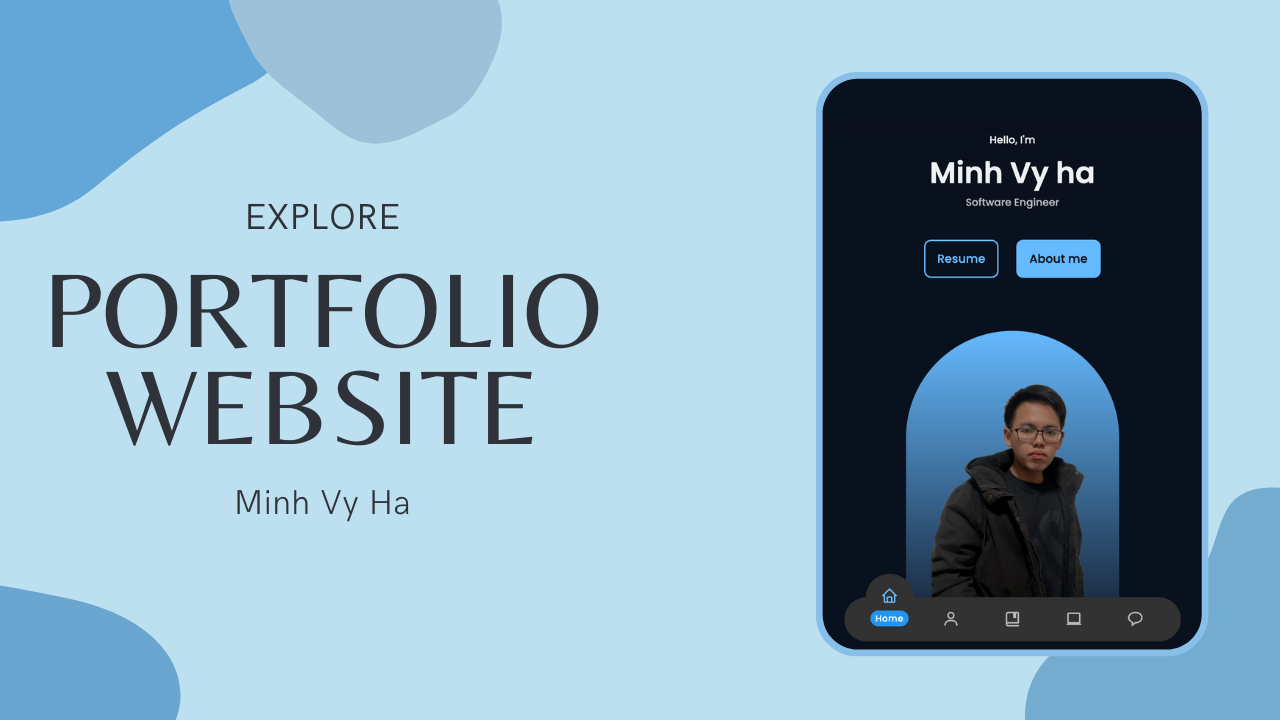 EXPLORE
PORTFOLIO
WEBSITE
Minh Vy Ha
Hello, I'm
Minh Vy ha
Software Engineer
Resume
About me
Home